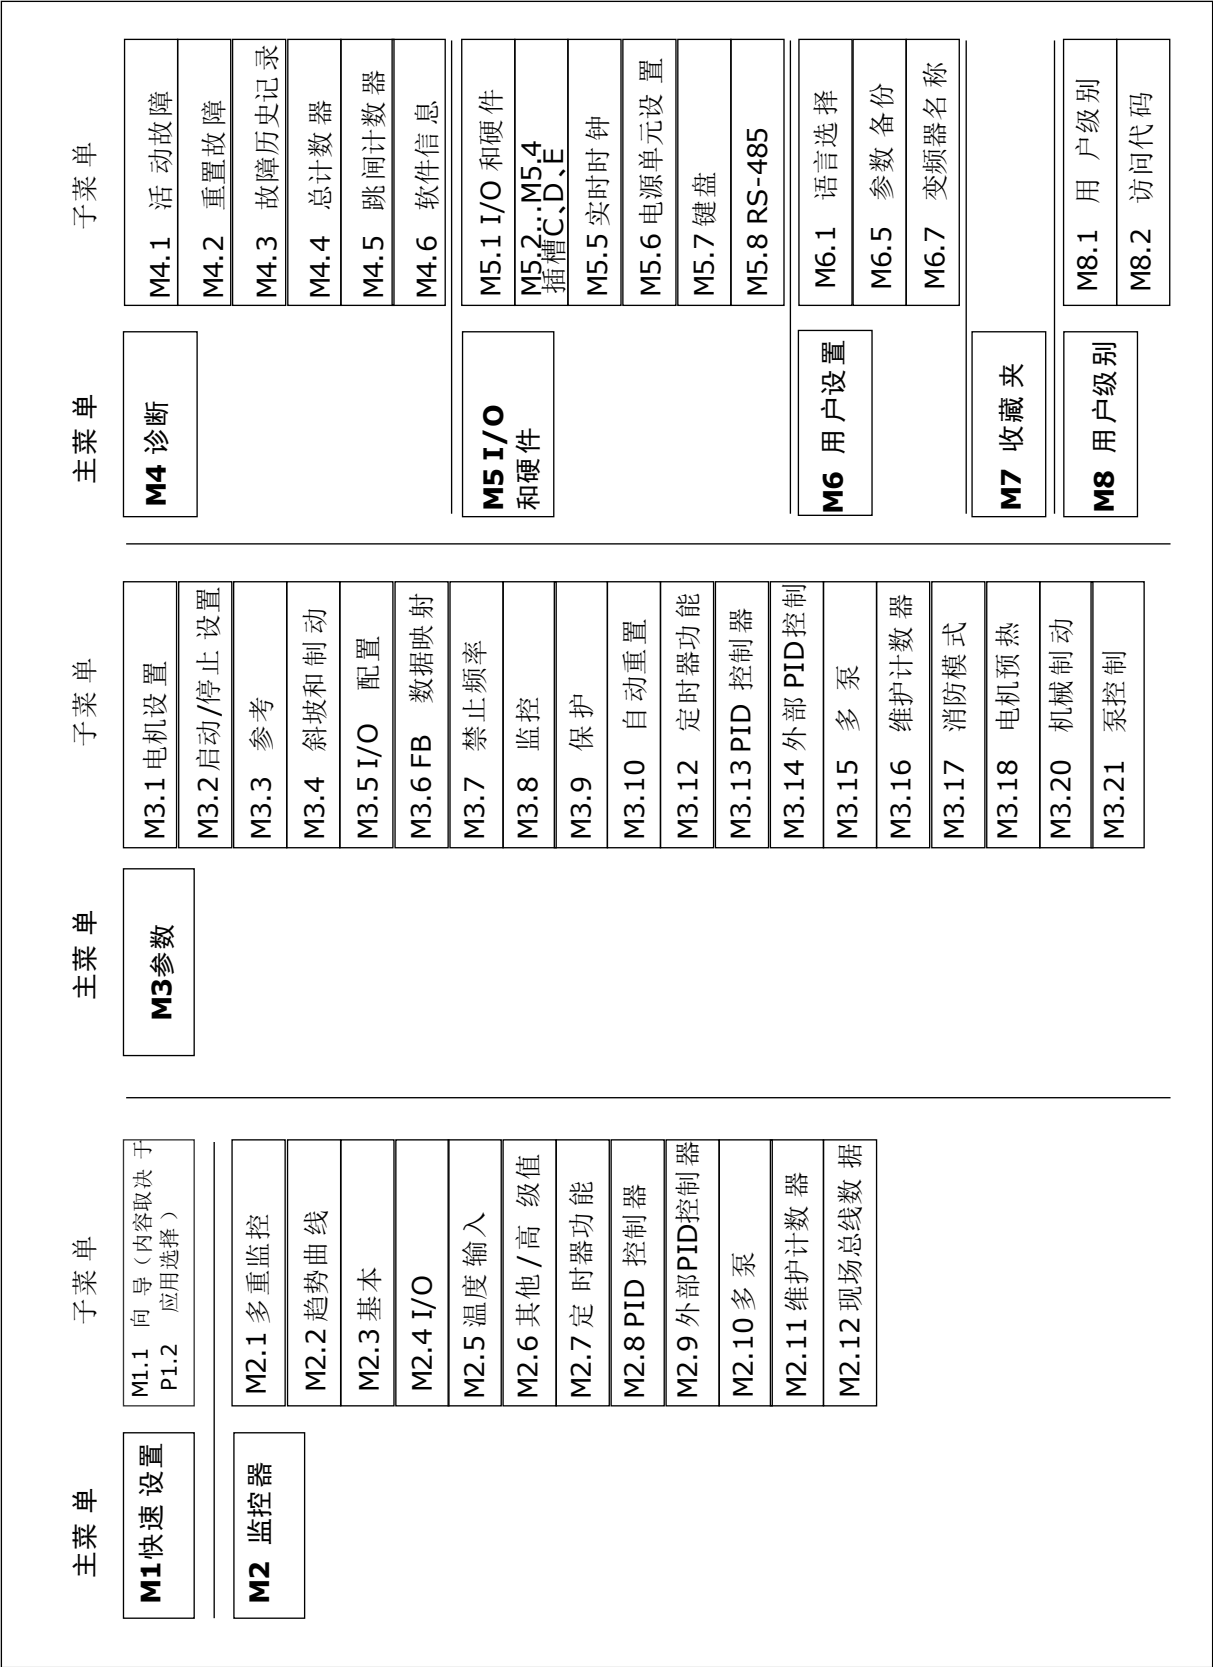 主菜单
子菜单
M1快速设置
M1.1 向导（内容取决于
P1.2 应用选择）
M2 监控器
M2.1 多重监控
M2.2 趋势曲线
M2.3 基本
M2.4 I/O
M2.5 温度输入
M2.6 其他/高级值
M2.7 定时器功能
M2.8 PID 控制器
M2.9 外部PID控制器
M2.10 多泵
M2.11 维护计数器
M2.12 现场总线数据
主菜单
子菜单
M3参数
M3.1 电机设置
M3.2 启动/停止设置
M3.3 参考
M3.4 斜坡和制动
M3.5 I/O 配置
M3.6 FB 数据映射
M3.7 禁止频率
M3.8 监控
M3.9 保护
M3.10 自动重置
M3.12 定时器功能
M3.13 PID 控制器
M3.14 外部 PID控制
M3.15 多泵
M3.16 维护计数器
M3.17 消防模式
M3.18 电机预热
M3.20 机械制动
M3.21 泵控制
主菜单
子菜单
M4 诊断
M4.1 活动故障
M4.2 重置故障
M4.3 故障历史记录
M4.4 总计数器
M4.5 跳闸计数器
M4.6 软件信息
M5 I/O
和硬件
M5.1 I/O 和硬件
M5.2...M5.4
插槽C、D、E
M5.5 实时时钟
M5.6 电源单元设置
M5.7 键盘
M5.8 RS-485
M6 用户设置
M6.1 语言选择
M6.5 参数备份
M6.7 变频器名称
M7 收藏夹
M8 用户级别
M8.1 用户级别
M8.2 访问代码